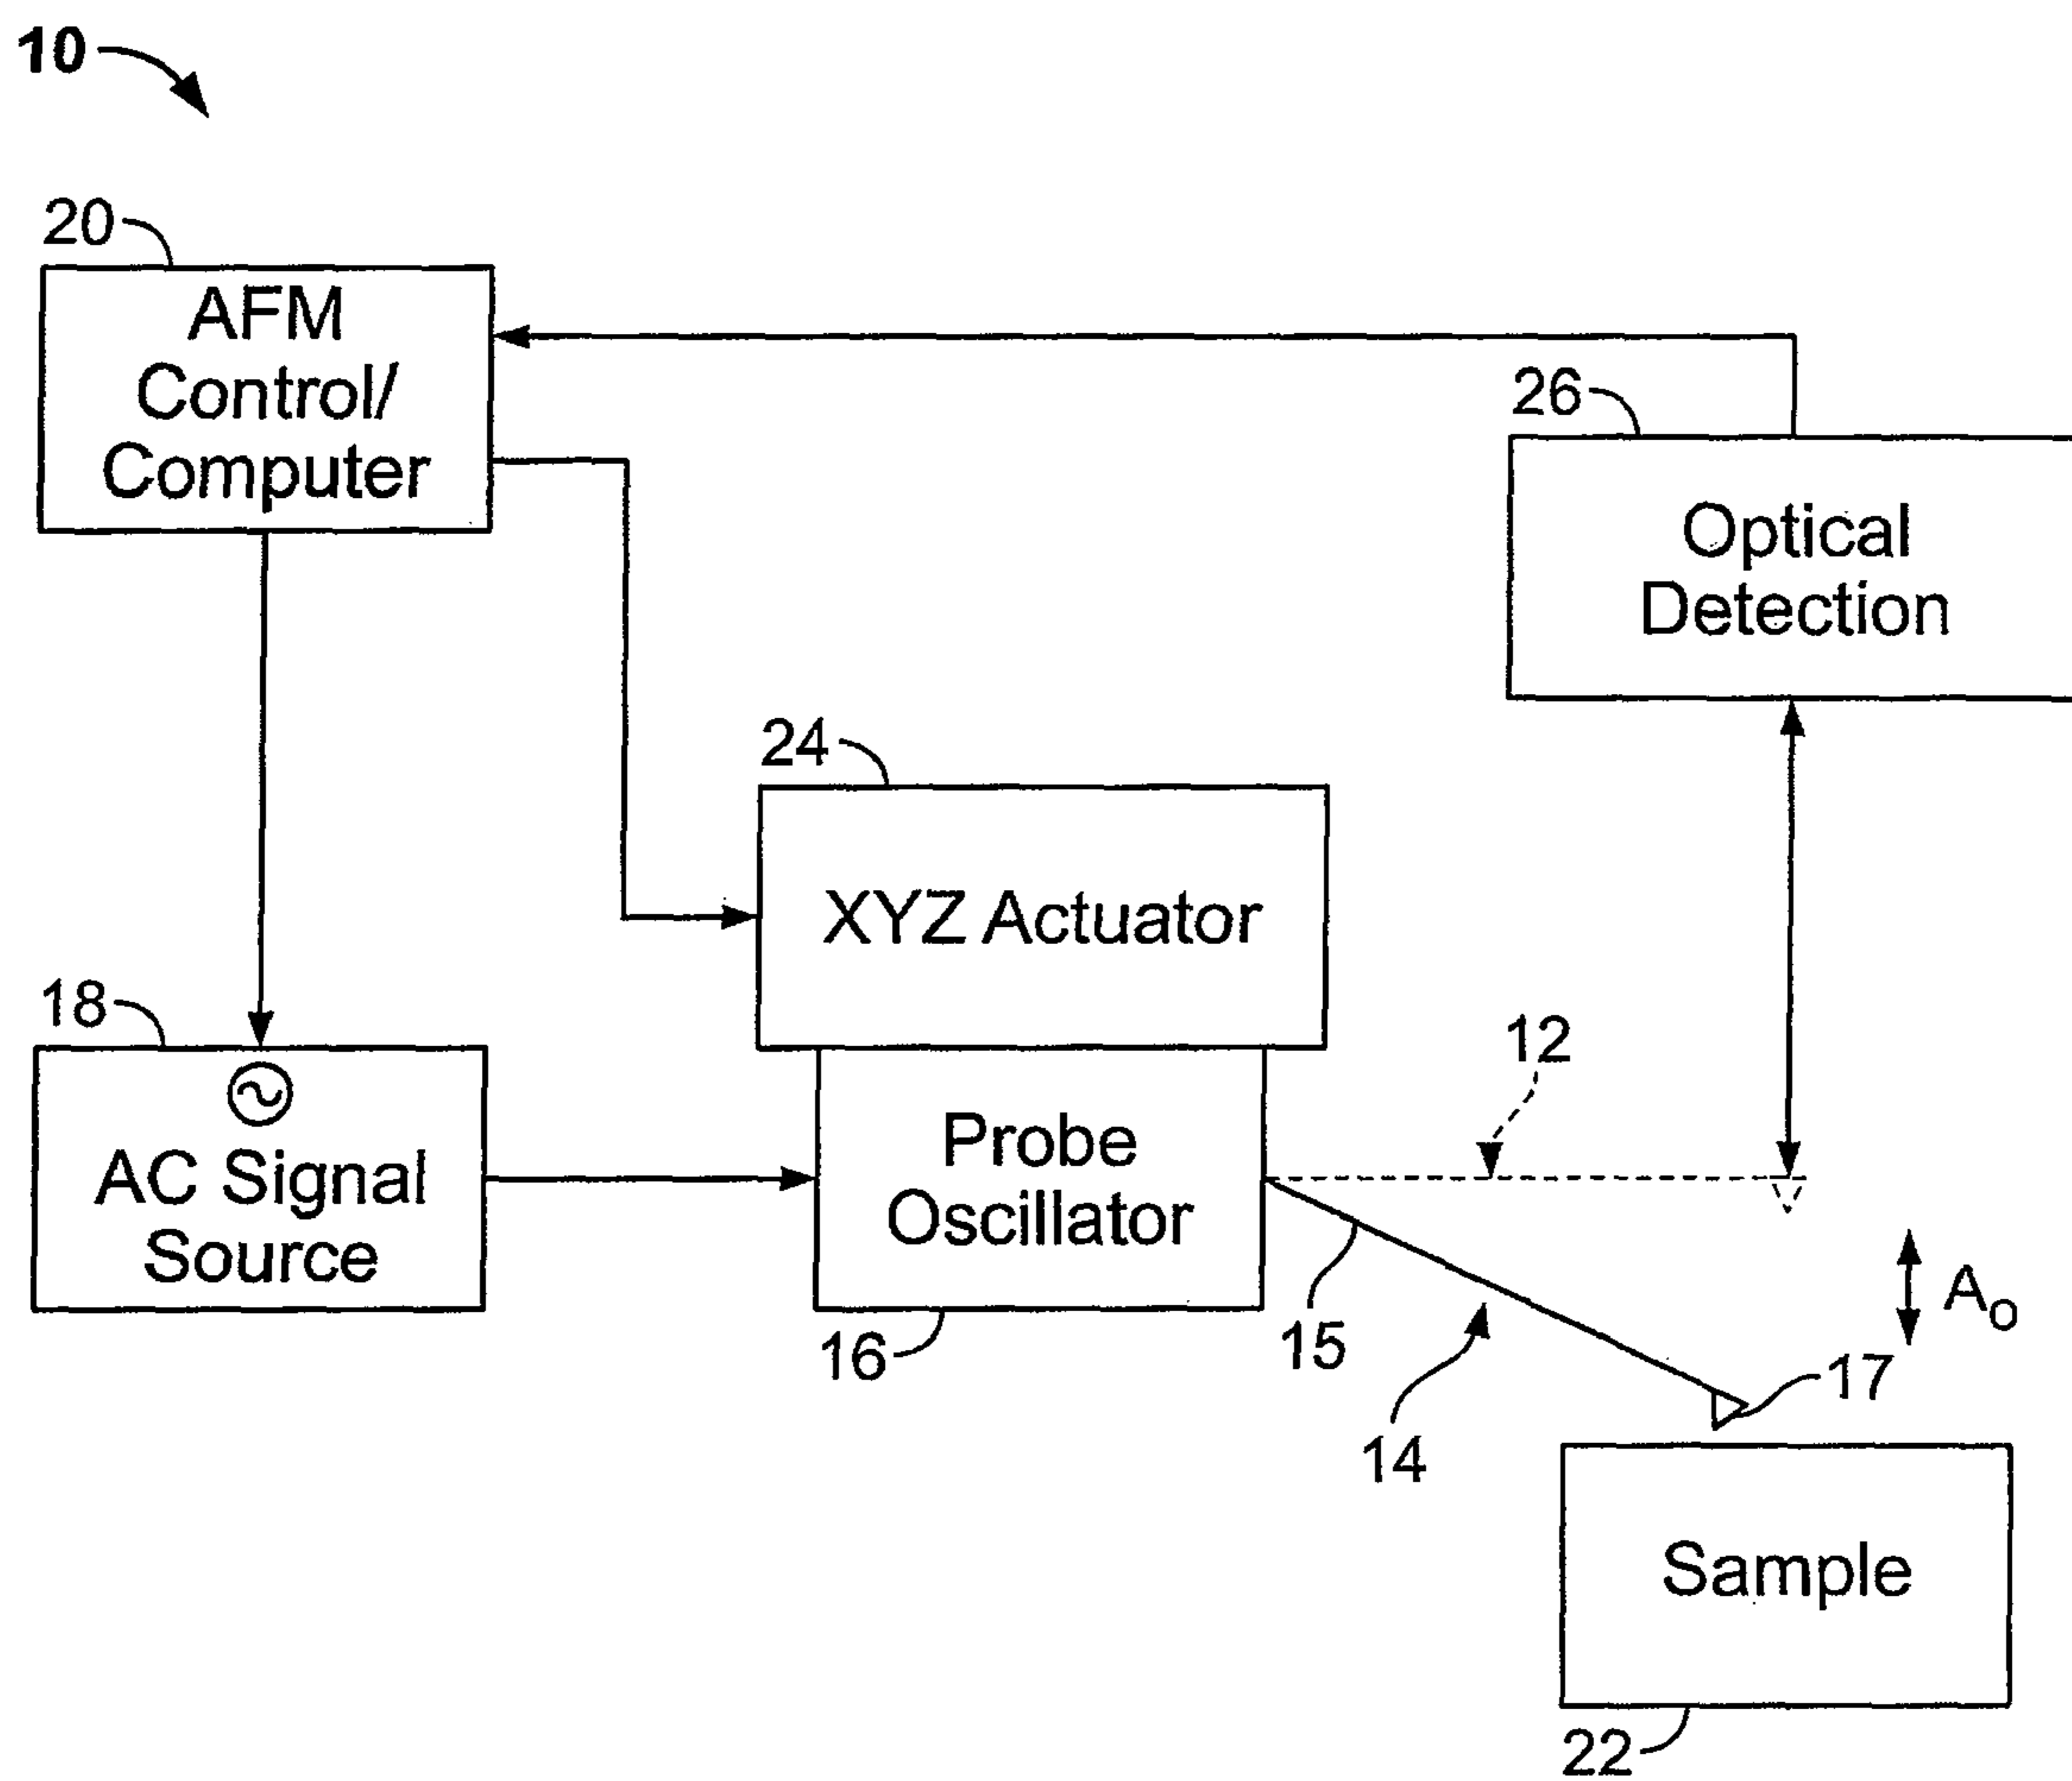 10
20
AFM
Control/
Computer
26
Optical
Detection
24
XYZ Actuator
18
AC Signal
Source
12
Probe
Oscillator
16
15
14
A₀
17
Sample
22